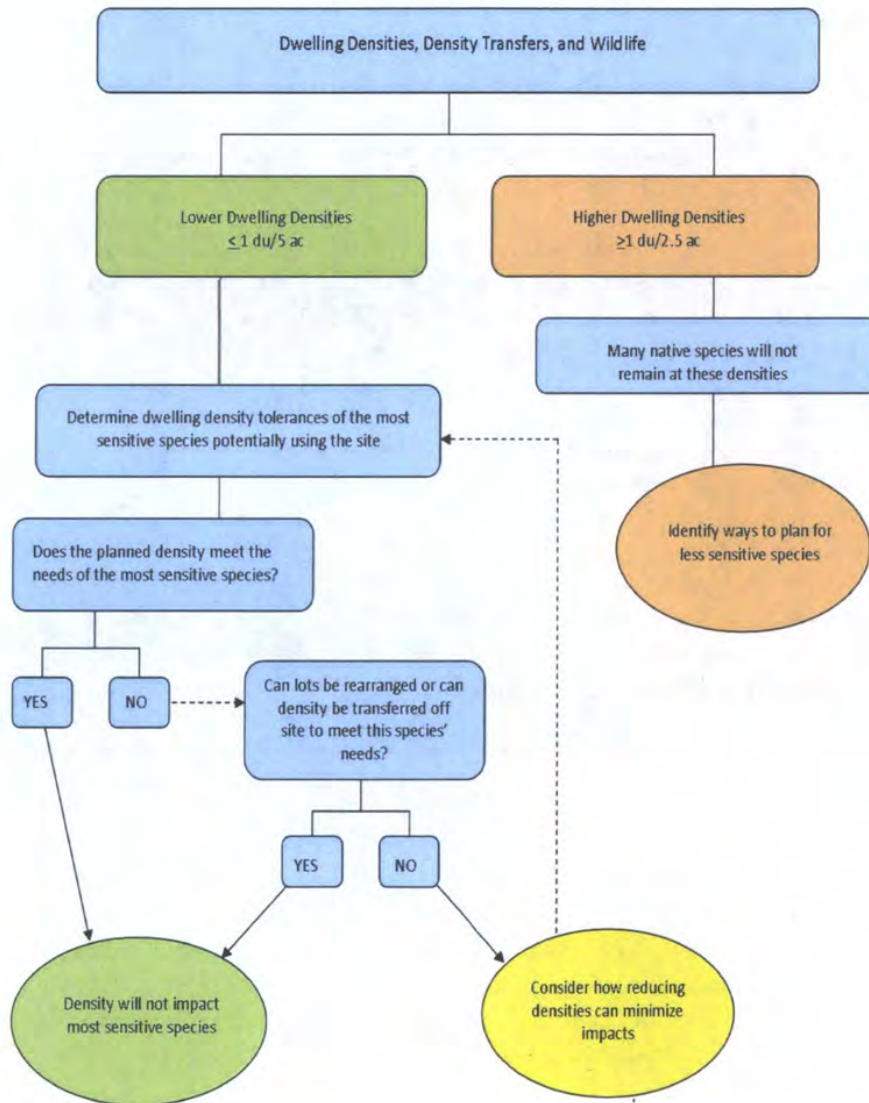 Dwelling Densities, Density Transfers, and Wildlife
Lower Dwelling Densities
≤ 1 du/5 ac
Higher Dwelling Densities
≥1 du/2.5 ac
Many native species will not
remain at these densities
Determine dwelling density tolerances of the most
sensitive species potentially using the site
Identify ways to plan for
less sensitive species
Does the planned density meet the
needs of the most sensitive species?
YES
NO
Can lots be rearranged or can
density be transferred off
site to meet this species'
needs?
YES
NO
Density will not impact
most sensitive species
Consider how reducing
densities can minimize
impacts